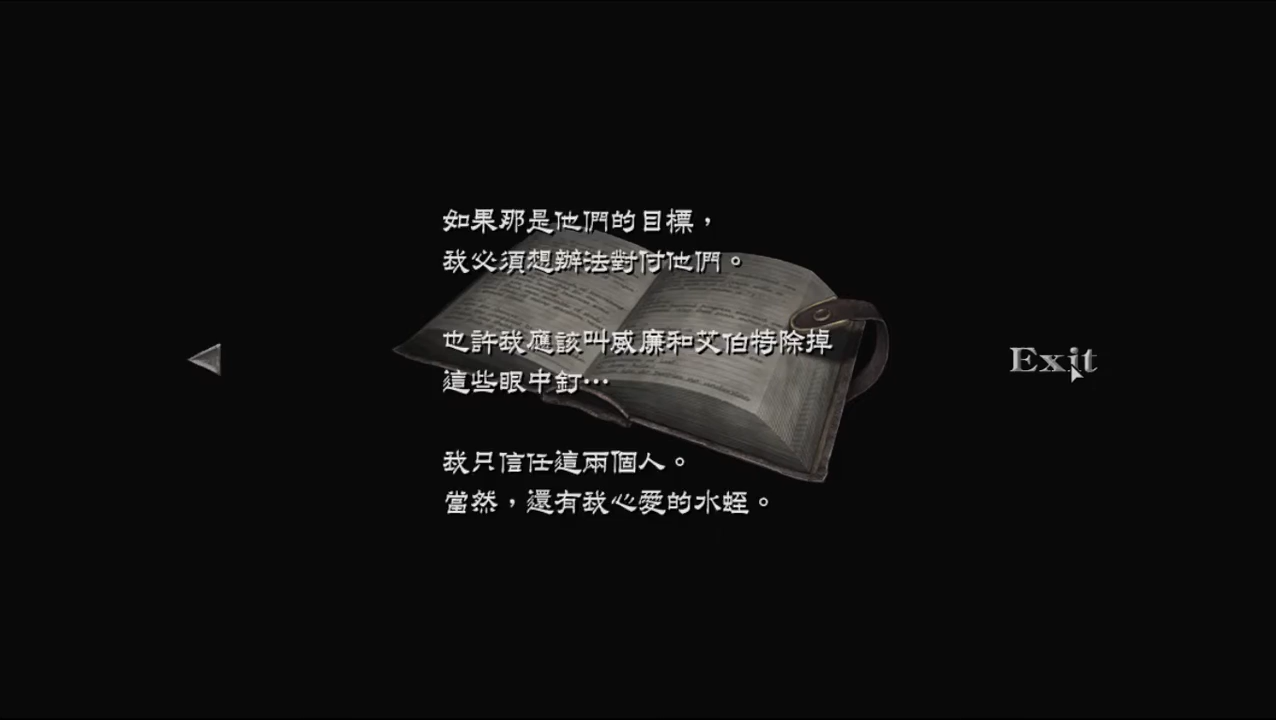 如果那是他們的目標，
我必須想辦法對付他們。
也許我應該叫威廉和艾伯特除掉
這些眼中釘…
我只信任這兩個人。
當然，還有我心愛的水蛭。
Exit